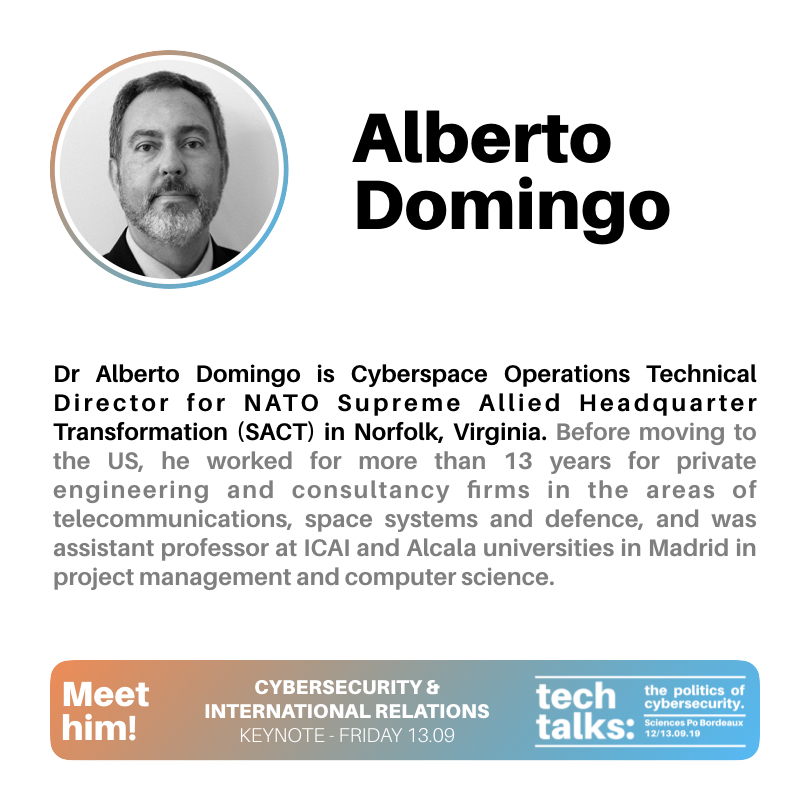 Alberto
Domingo
Dr Alberto Domingo is Cyberspace Operations Technical
Director for NATO Supreme Allied Headquarter
Transformation (SACT) in Norfolk, Virginia. Before moving to
the US, he worked for more than 13 years for private
engineering and consultancy firms in the areas of
telecommunications, space systems and defence, and was
assistant professor at ICAI and Alcala universities in Madrid in
project management and computer science.
Meet
him!
CYBERSECURITY &
INTERNATIONAL RELATIONS
KEYNOTE - FRIDAY 13.09
tech
talks:
the politics of
cybersecurity.
Sciences Po Bordeaux
12/13.09.19